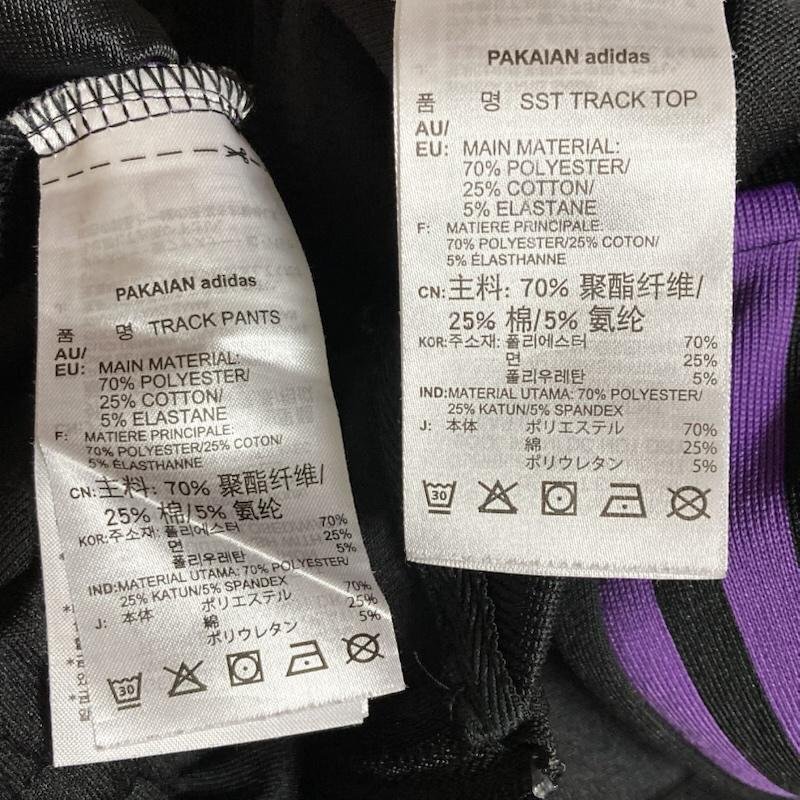 PAKAIAN adidas
품 명 TRACK PANTS
AU/
EU: MAIN MATERIAL:
70% POLYESTER/
25% COTTON/
5% ELASTANE
F: MATIERE PRINCIPALE:
70% POLYESTER/25% COTON/
5% ÉLASTHANNE
CN:主料: 70% 聚酯纤维/
25% 棉/5% 氨纶
KOR:주소재: 폴리에스터 70%
면 25%
폴리우레탄 5%
IND:MATERIAL UTAMA: 70% POLYESTER/
25% KATUN/5% SPANDEX
J: 本体 ポリエステル 70%
綿 25%
ポリウレタン 5%
30
PAKAIAN adidas
품 명 SST TRACK TOP
AU/
EU: MAIN MATERIAL:
70% POLYESTER/
25% COTTON/
5% ELASTANE
F: MATIERE PRINCIPALE:
70% POLYESTER/25% COTON/
5% ÉLASTHANNE
CN:主料: 70% 聚酯纤维/
25% 棉/5% 氨纶
KOR:주소재: 폴리에스터 70%
면 25%
폴리우레탄 5%
IND:MATERIAL UTAMA: 70% POLYESTER/
25% KATUN/5% SPANDEX
J: 本体 ポリエステル 70%
綿 25%
ポリウレタン 5%
30